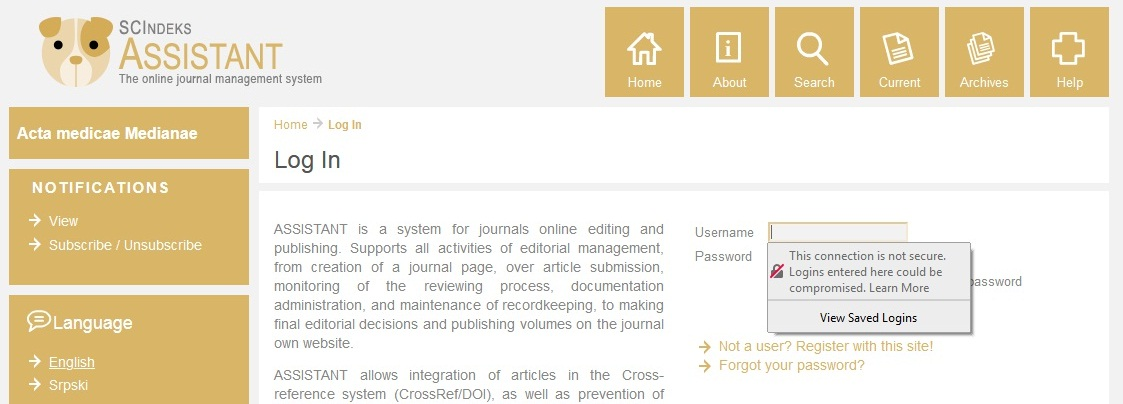 SCINDEKS
ASSISTANT
The online journal management system
Home
About
Search
Current
Archives
Help
Acta medicae Medianae
NOTIFICATIONS
View
Subscribe / Unsubscribe
Language
English
Srpski
Home Log In
Log In
ASSISTANT is a system for journals online editing and
publishing. Supports all activities of editorial management,
from creation of a journal page, over article submission,
monitoring of the reviewing process, documentation
administration, and maintenance of recordkeeping, to making
final editorial decisions and publishing volumes on the journal
own website.
ASSISTANT allows integration of articles in the Cross-
reference system (CrossRef/DOI), as well as prevention of
Username
Password
This connection is not secure.
Logins entered here could be
compromised. Learn More
View Saved Logins
password
Not a user? Register with this site!
Forgot your password?